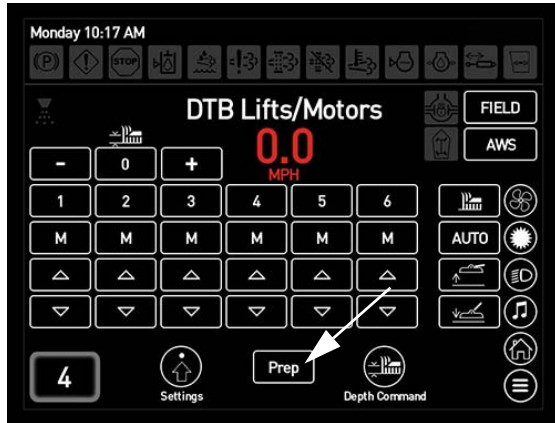 Monday 10:17 AM
(P) STOP
DTB Lifts/Motors FIELD
0.0 AWS
MPH
- 0 +
1 2 3 4 5 6
M M M M M M AUTO
4 Prep
Settings Depth Command